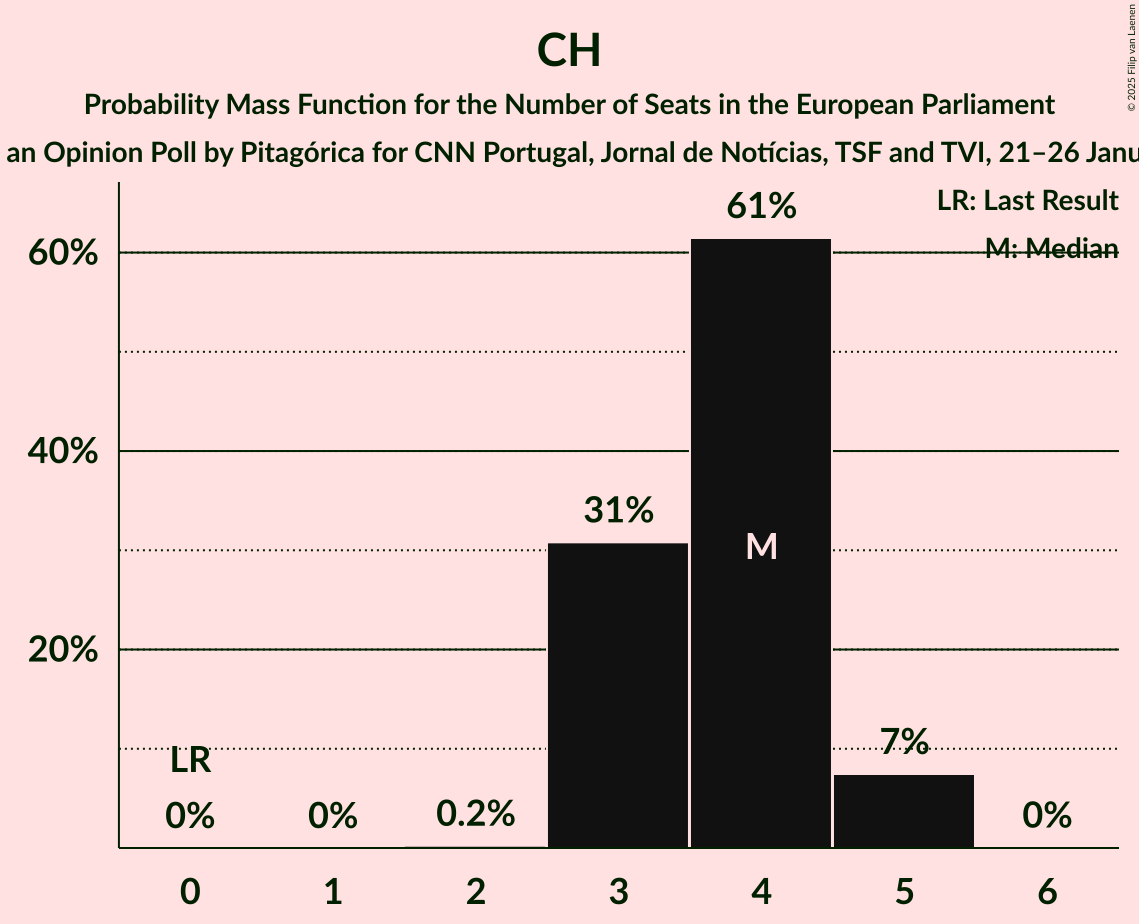 CH
Probability Mass Function for the Number of Seats in the European Parliament
an Opinion Poll by Pitagórica for CNN Portugal, Jornal de Notícias, TSF and TVI, 21–26
© 2025 Filip van Laenen
LR: Last Result
M: Median
61%
60%
40%
31%
M
20%
7%
LR
0%
0%
0.2%
0%
0 1 2 3 4 5 6